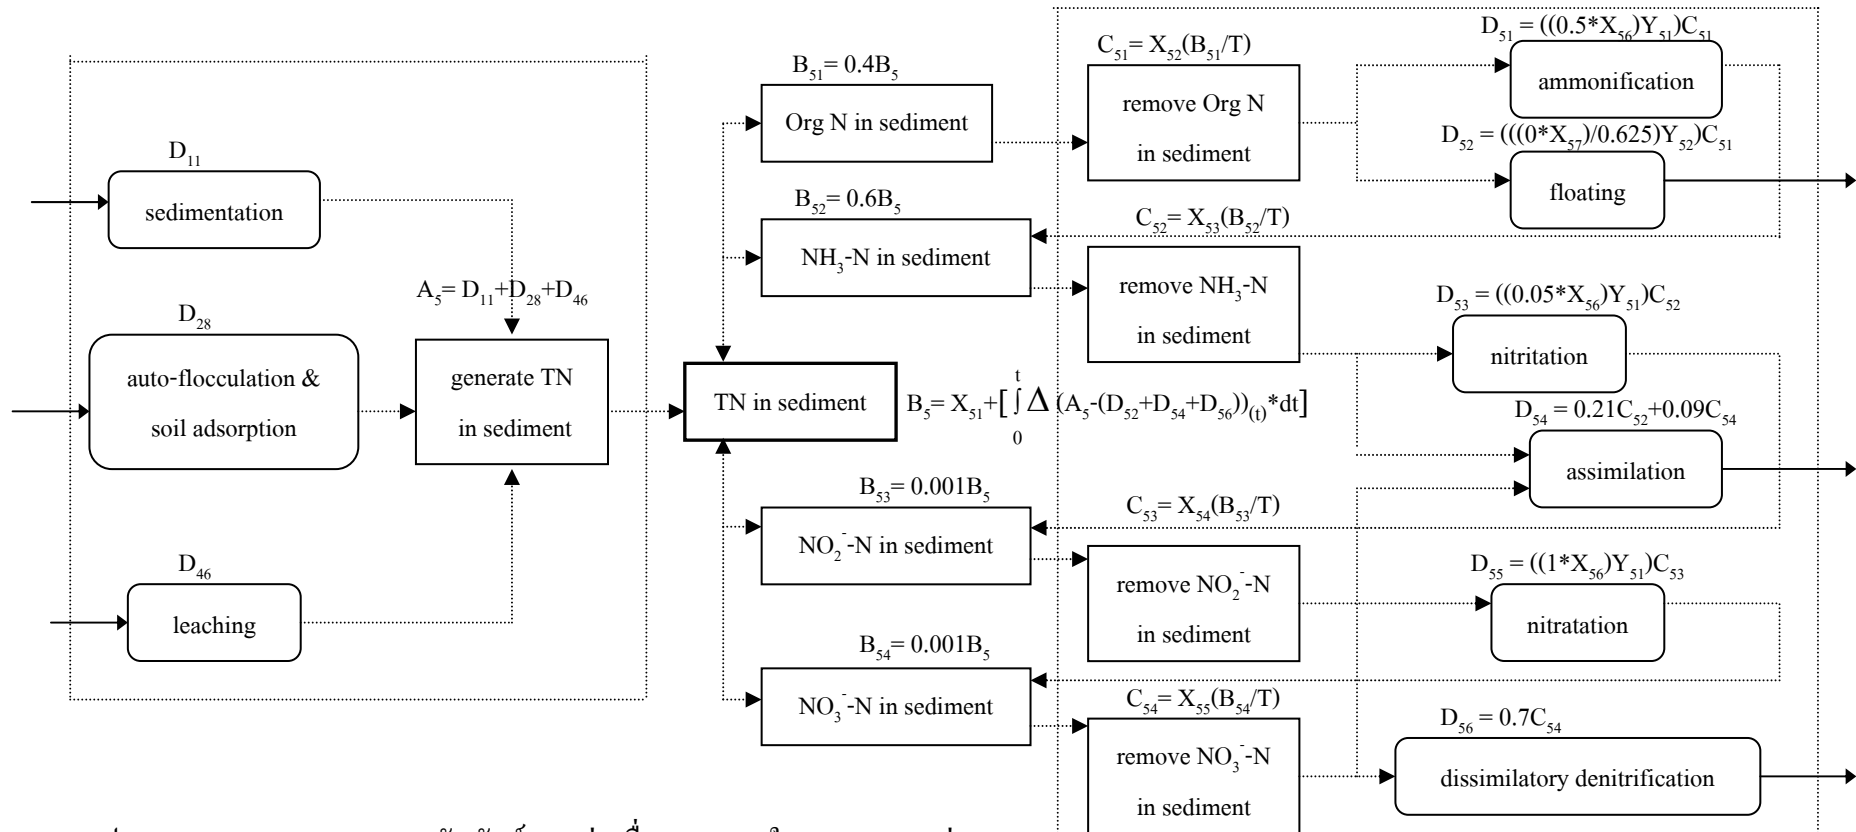 D11
sedimentation
D28
auto-flocculation &
soil adsorption
D46
leaching
A5= D11+D28+D46
generate TN
in sediment
TN in sediment
B5= X51+[ ∫ Δ (A5-(D52+D54+D56))(t)*dt]
t
0
B51= 0.4B5
Org N in sediment
B52= 0.6B5
NH3-N in sediment
B53= 0.001B5
NO2⁻-N in sediment
B54= 0.001B5
NO3⁻-N in sediment
C51= X52(B51/T)
remove Org N
in sediment
C52= X53(B52/T)
remove NH3-N
in sediment
C53= X54(B53/T)
remove NO2⁻-N
in sediment
C54= X55(B54/T)
remove NO3⁻-N
in sediment
D51 = ((0.5*X56)Y51)C51
ammonification
D52 = (((0*X57)/0.625)Y52)C51
floating
D53 = ((0.05*X56)Y51)C52
nitritation
D54 = 0.21C52+0.09C54
assimilation
D55 = ((1*X56)Y51)C53
nitratation
D56 = 0.7C54
dissimilatory denitrification